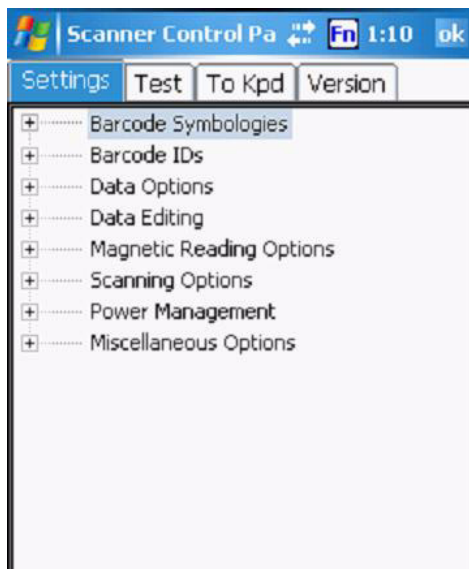 Scanner Control Pa Fn 1:10 ok
Settings Test To Kpd Version
Barcode Symbologies
Barcode IDs
Data Options
Data Editing
Magnetic Reading Options
Scanning Options
Power Management
Miscellaneous Options